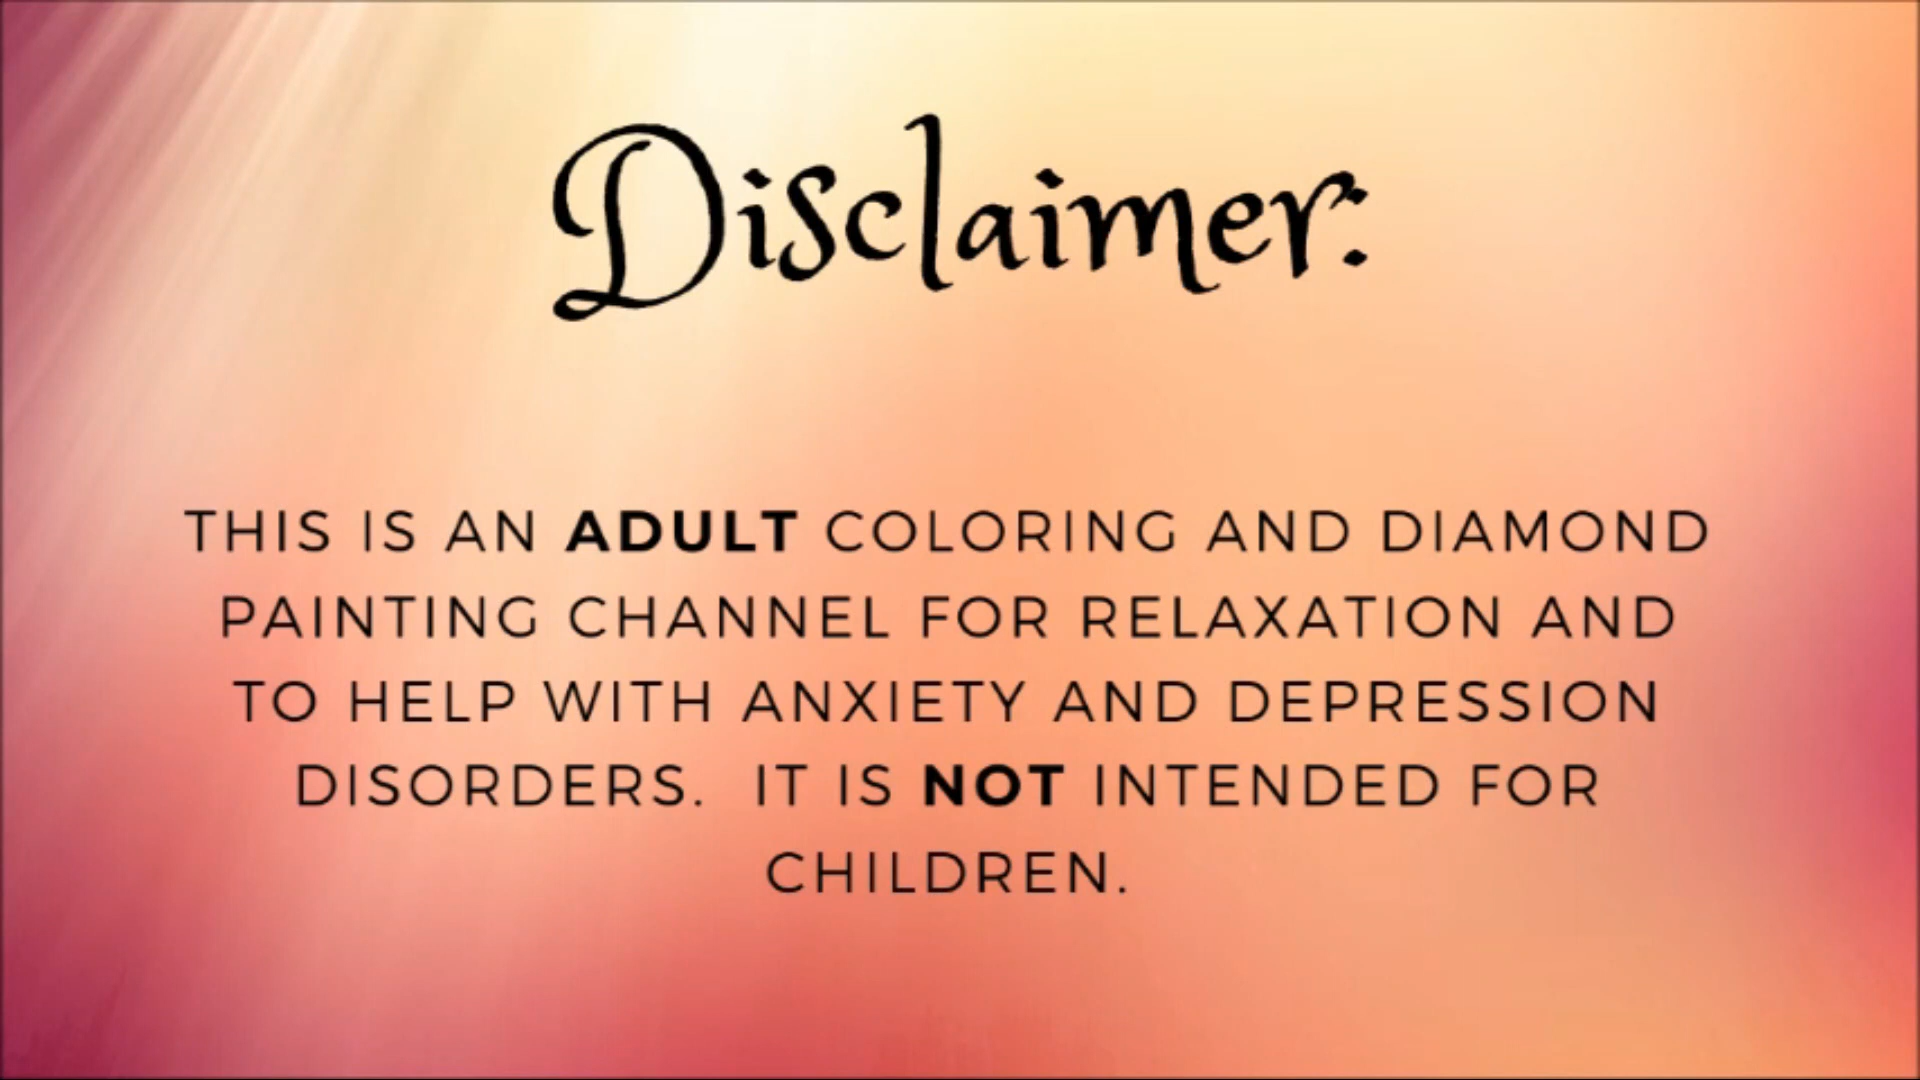 Disclaimer:
THIS IS AN ADULT COLORING AND DIAMOND
PAINTING CHANNEL FOR RELAXATION AND
TO HELP WITH ANXIETY AND DEPRESSION
DISORDERS.  IT IS NOT INTENDED FOR
CHILDREN.